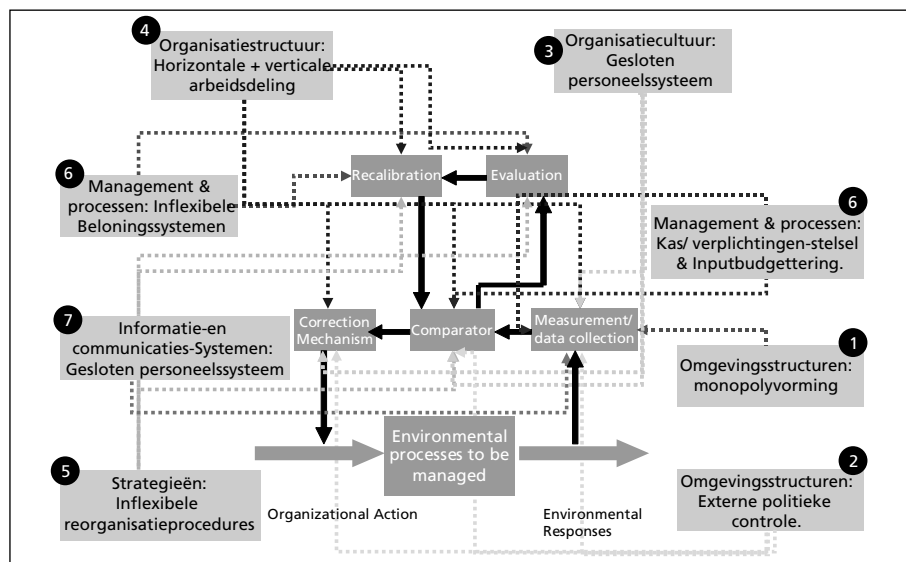 4
Organisatiestructuur:
Horizontale + verticale
arbeidsdeling
3
Organisatiecultuur:
Gesloten
personeelssysteem
6
Management &
processen: Inflexibele
Beloningssystemen
Recalibration
Evaluation
6
Management & processen:
Kas/ verplichtingen-stelsel
& Inputbudgettering.
7
Informatie-en
communicaties-Systemen:
Gesloten personeelssysteem
Correction
Mechanism
Comparator
Measurement/
data collection
1
Omgevingsstructuren:
monopolyvorming
5
Strategieën:
Inflexibele
reorganisatieprocedures
Environmental
processes to be
managed
2
Omgevingsstructuren:
Externe politieke
controle.
Organizational Action
Environmental
Responses